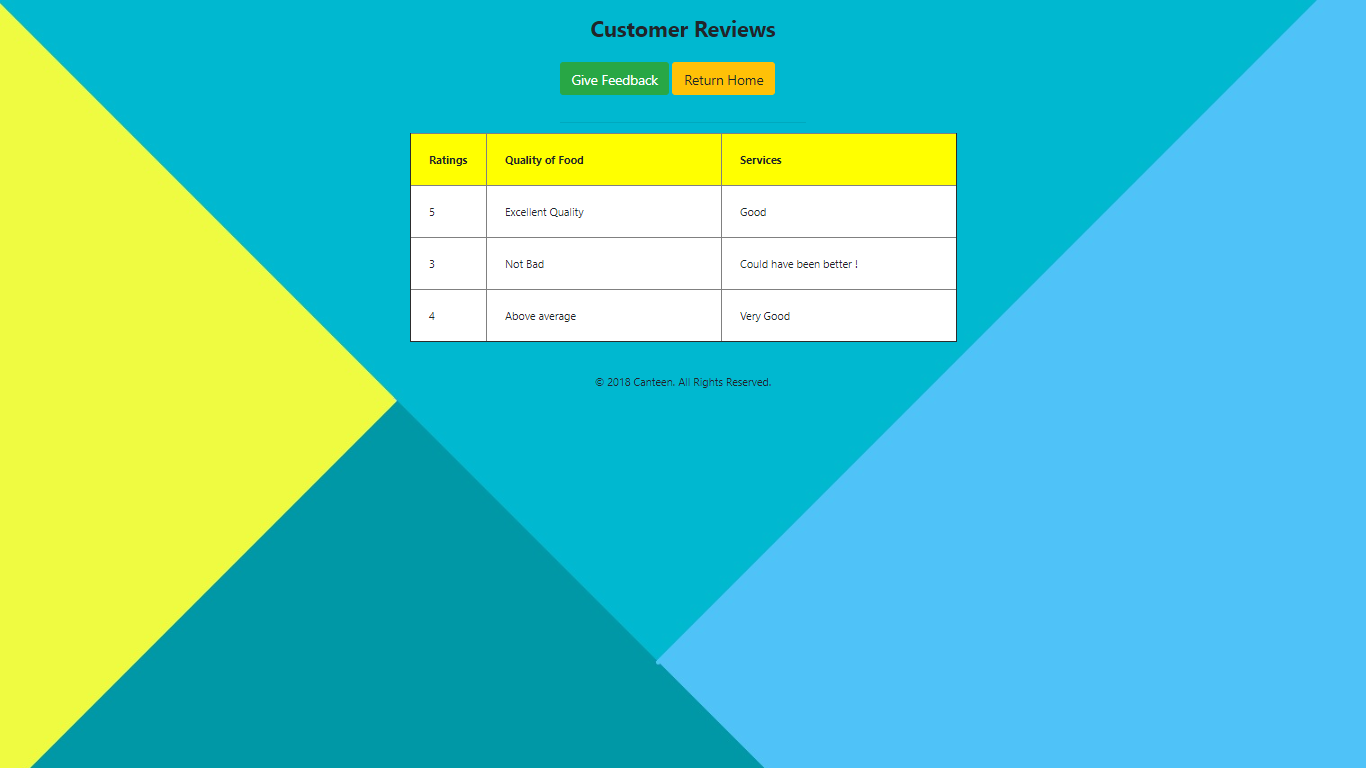 Customer Reviews
Give Feedback Return Home
Ratings Quality of Food Services
5 Excellent Quality Good
3 Not Bad Could have been better !
4 Above average Very Good
© 2018 Canteen. All Rights Reserved.